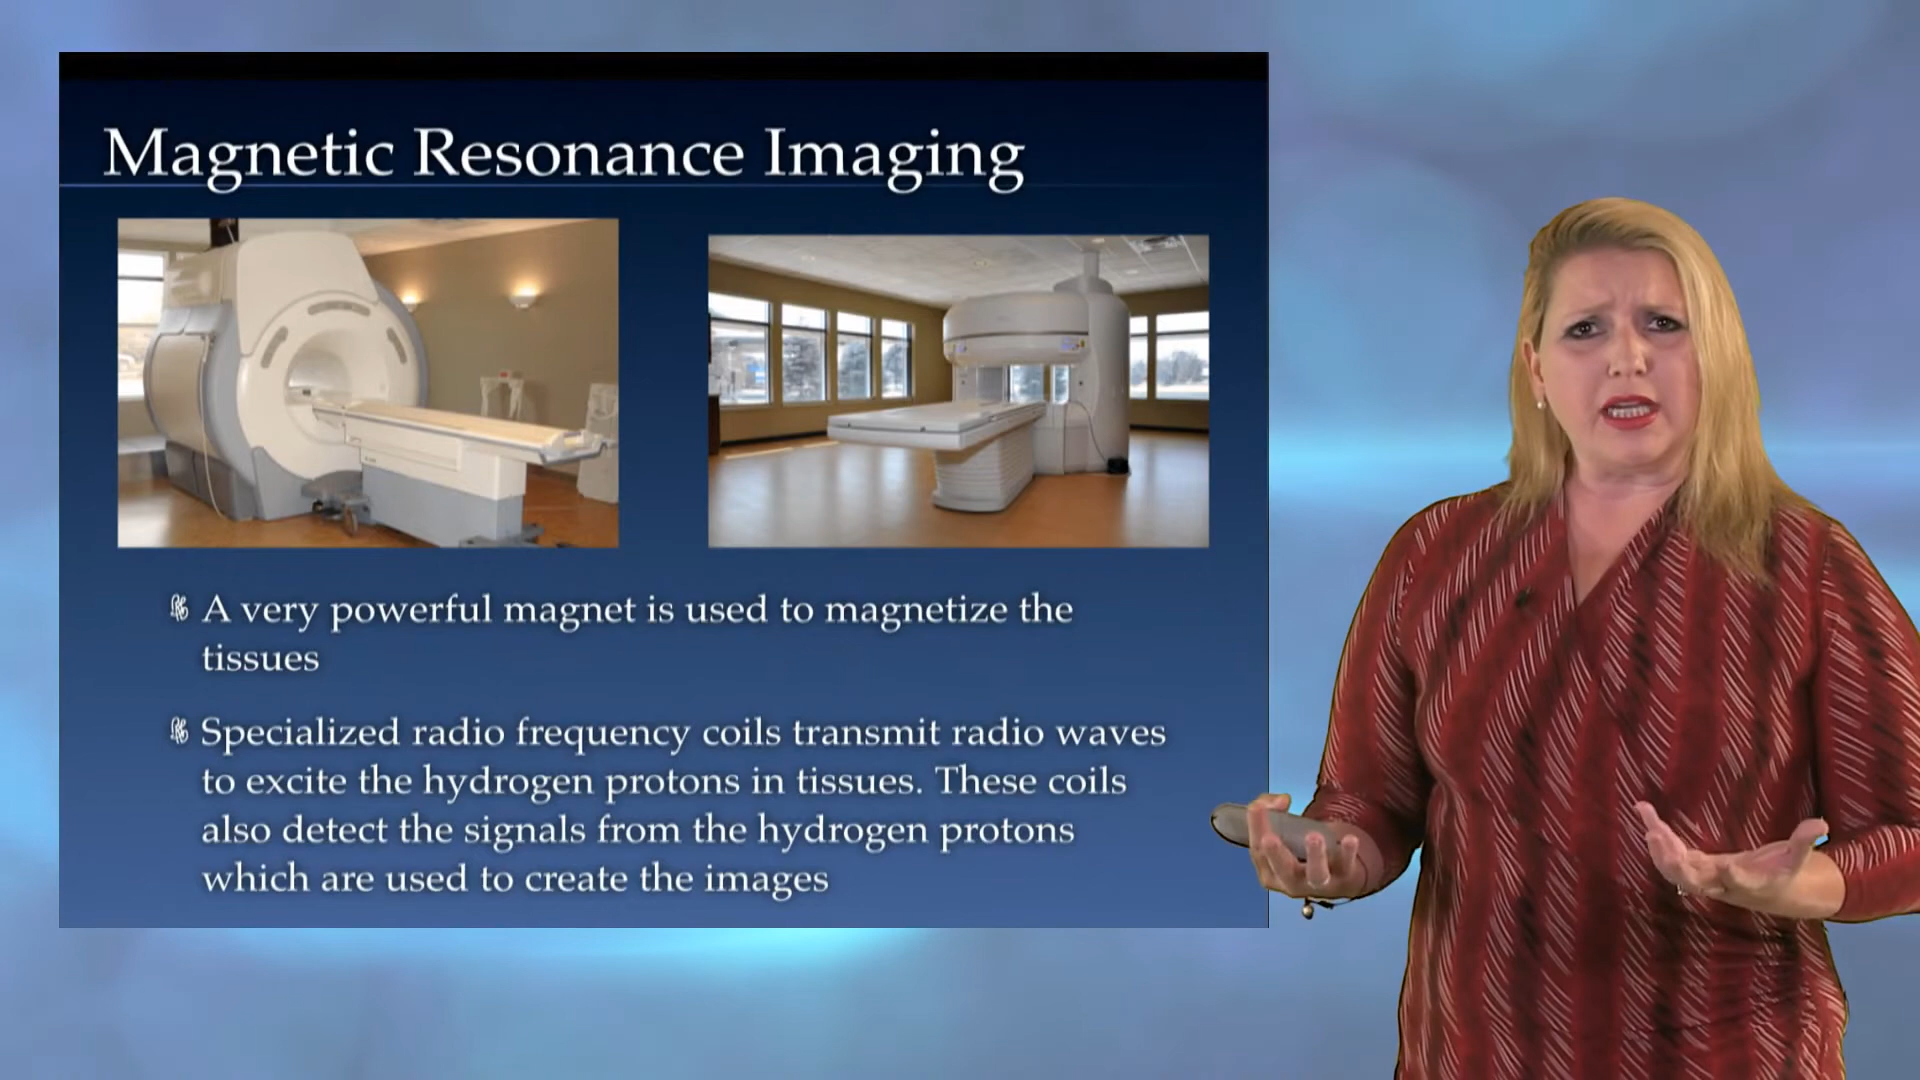 Magnetic Resonance Imaging
A very powerful magnet is used to magnetize the
tissues
Specialized radio frequency coils transmit radio waves
to excite the hydrogen protons in tissues. These coils
also detect the signals from the hydrogen protons
which are used to create the images